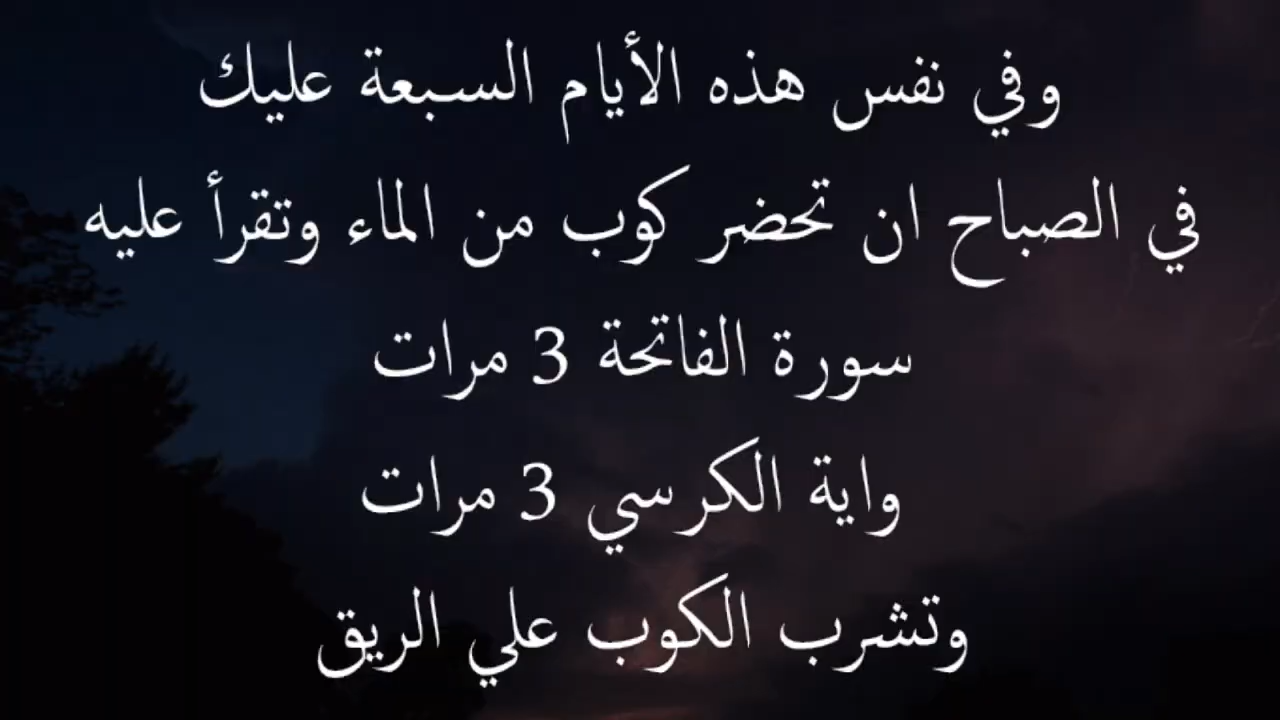 وفي نفس هذه الأيام السبعة عليك
في الصباح ان تحضر كوب من الماء وتقرأ عليه
سورة الفاتحة 3 مرات
واية الكرسي 3 مرات
وتشرب الكوب علي الريق